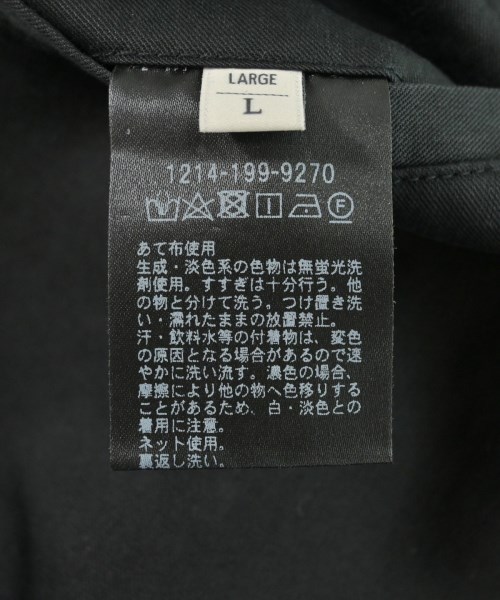 LARGE
L
1214-199-9270
あて布使用
生成・淡色系の色物は無蛍光洗
剤使用。すすぎは十分行う。他
の物と分けて洗う。つけ置き洗
い・濡れたままの放置禁止。
汗・飲料水等の付着物は、変色
の原因となる場合があるので速
やかに洗い流す。濃色の場合、
摩擦により他の物へ色移りする
ことがあるため、白・淡色との
着用に注意。
ネット使用。
裏返し洗い。